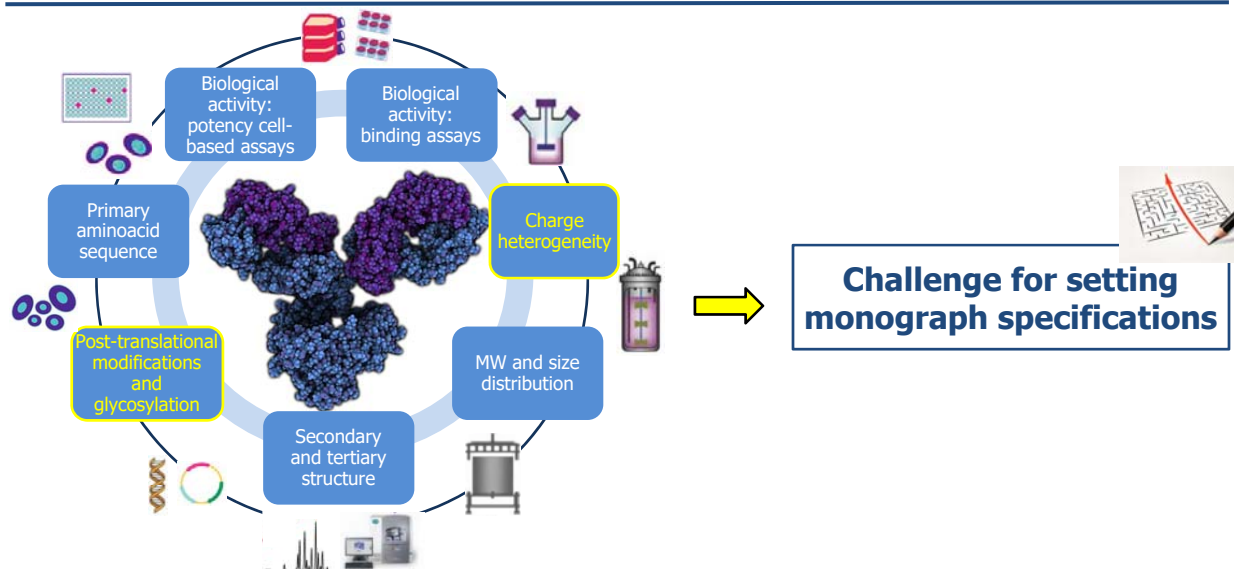 Biological
activity:
potency cell-
based assays
Biological
activity:
binding assays
Primary
aminoacid
sequence
Charge
heterogeneity
Post-translational
modifications
and
glycosylation
MW and size
distribution
Secondary
and tertiary
structure
Challenge for setting
monograph specifications